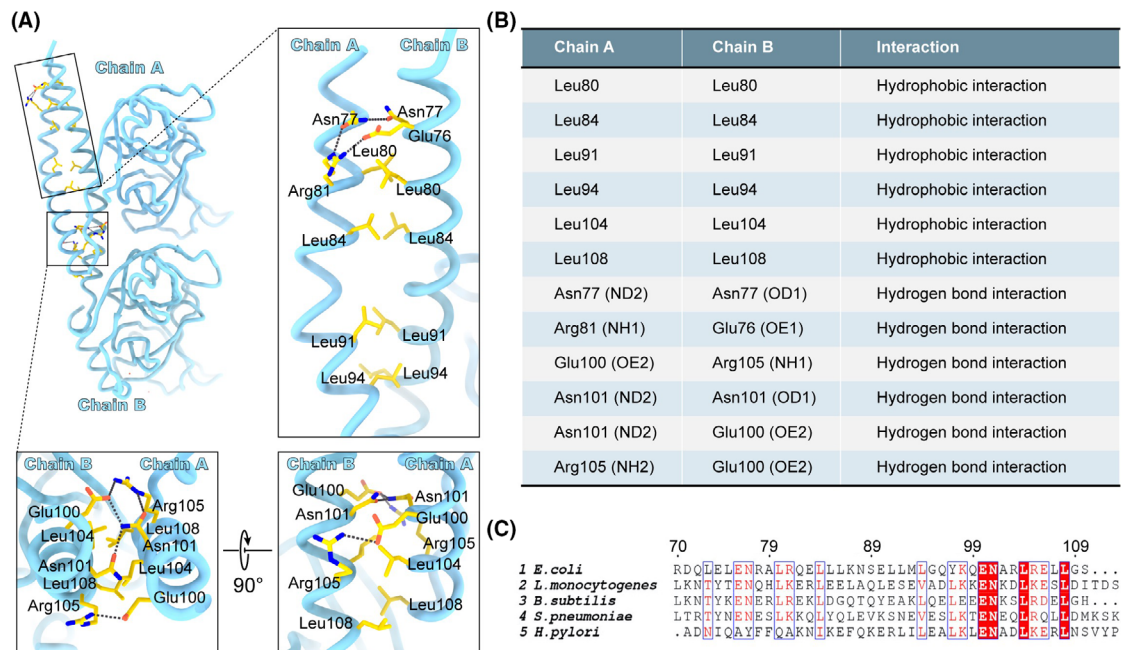 (A)
Chain A
Chain B
Chain A
Chain B
Asn77
Asn77
Glu76
Leu80
Arg81
Leu80
Leu84
Leu84
Leu91
Leu91
Leu94
Leu94
Chain B
Chain A
Glu100
Arg105
Leu104
Leu108
Asn101
Asn101
Leu104
Leu108
Glu100
Arg105
90°
Chain B
Chain A
Glu100
Asn101
Asn101
Glu100
Arg105
Arg105
Leu104
Leu108
Leu108
(B)
Chain A Chain B Interaction
Leu80 Leu80 Hydrophobic interaction
Leu84 Leu84 Hydrophobic interaction
Leu91 Leu91 Hydrophobic interaction
Leu94 Leu94 Hydrophobic interaction
Leu104 Leu104 Hydrophobic interaction
Leu108 Leu108 Hydrophobic interaction
Asn77 (ND2) Asn77 (OD1) Hydrogen bond interaction
Arg81 (NH1) Glu76 (OE1) Hydrogen bond interaction
Glu100 (OE2) Arg105 (NH1) Hydrogen bond interaction
Asn101 (ND2) Asn101 (OD1) Hydrogen bond interaction
Asn101 (ND2) Glu100 (OE2) Hydrogen bond interaction
Arg105 (NH2) Glu100 (OE2) Hydrogen bond interaction
(C)
70 79 89 99 109
1 E.coli RDQLELENRALRQELLLKNSELLMLGQYKQENARLRELLGS...
2 L.monocytogenes
3 B.subtilis
4 S.pneumoniae
5 H.pylori